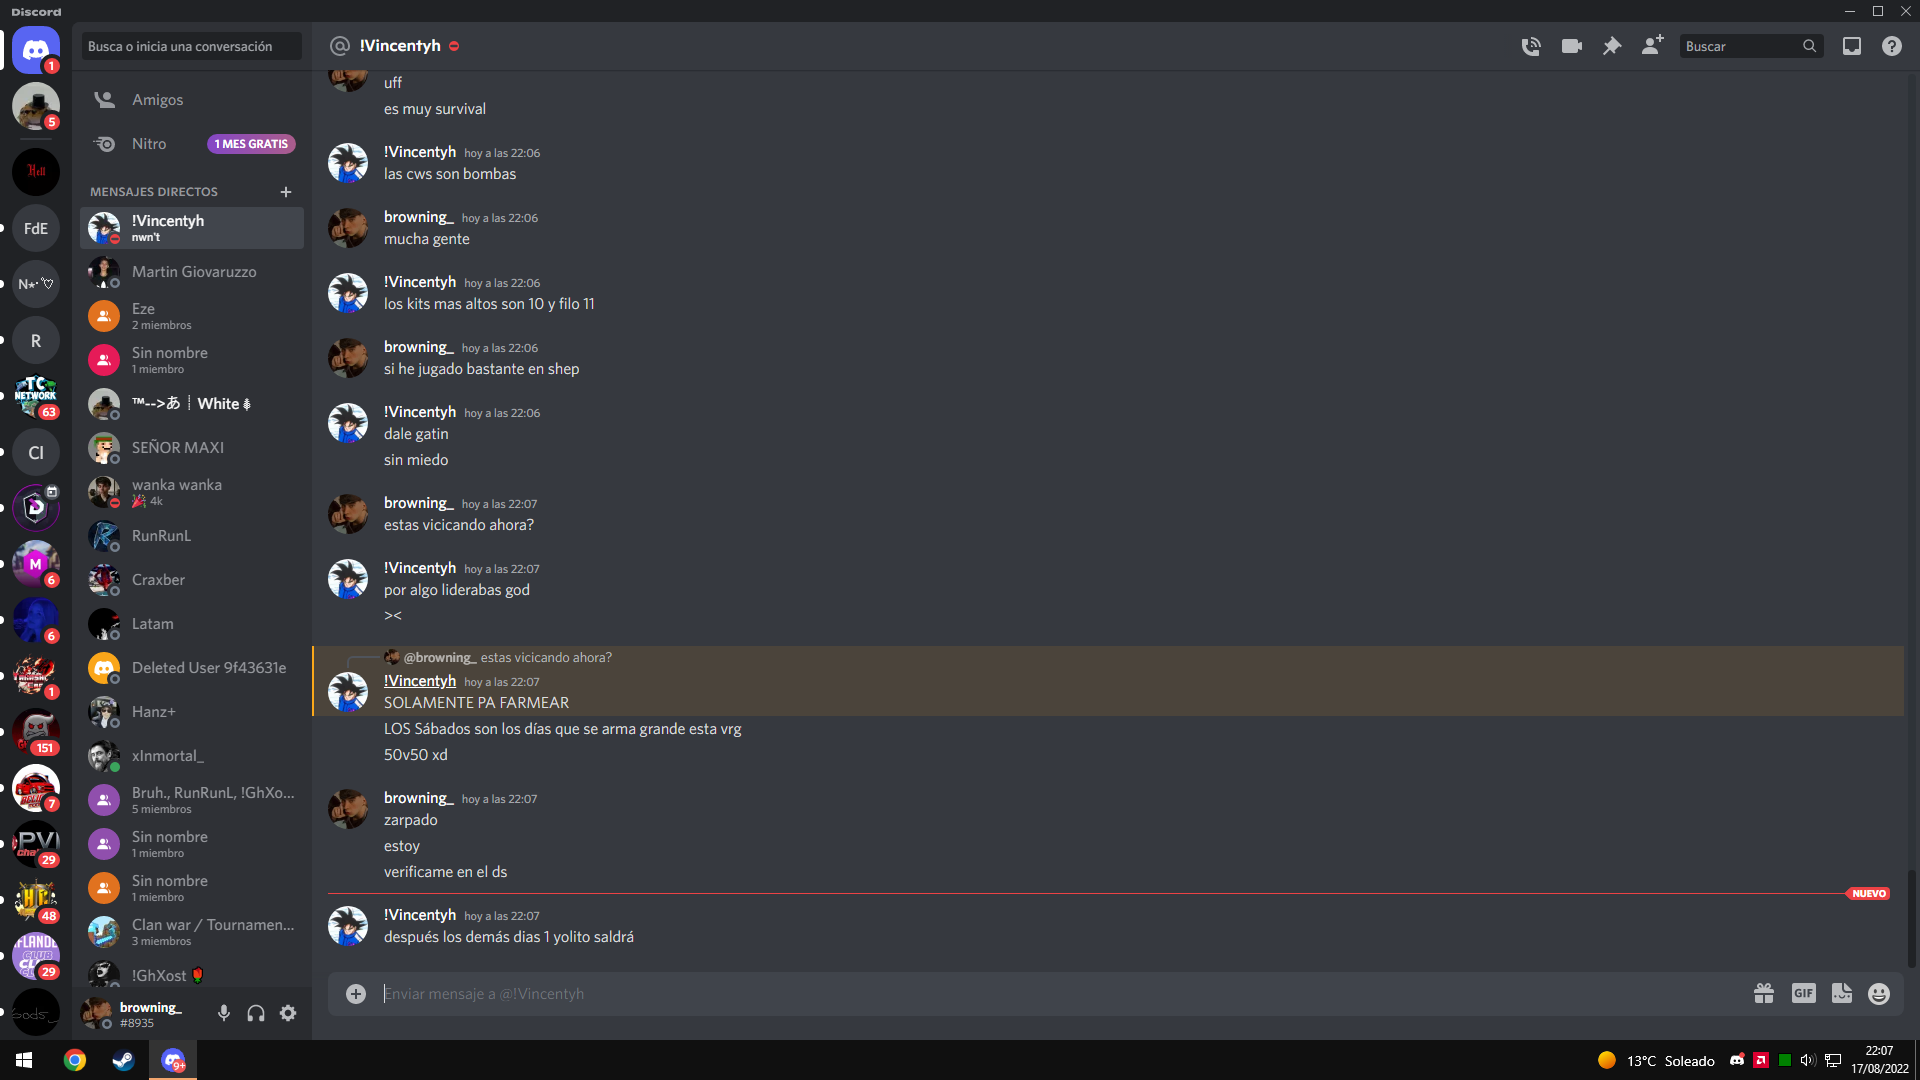 Discord
Busca o inicia una conversación
Amigos
Nitro
1 MES GRATIS
MENSAJES DIRECTOS
!Vincentyh
nwn't
Martin Giovaruzzo
Eze
2 miembros
Sin nombre
1 miembro
™-->あ┊White⸙
SEÑOR MAXI
wanka wanka
🎉 4k
RunRunL
Craxber
Latam
Deleted User 9f43631e
Hanz+
xInmortal_
Bruh., RunRunL, !GhXo...
5 miembros
Sin nombre
1 miembro
Sin nombre
1 miembro
Clan war / Tournamen...
3 miembros
!GhXost 🌹
browning_
#8935
1
5
Hell
FdE
N⋆·˚♡
R
TC
NETWORK
63
CI
M
6
6
1
151
7
PVP
29
48
FLAND
CLUB
29
Gods_
!Vincentyh
Buscar
uff
es muy survival
!Vincentyh hoy a las 22:06
las cws son bombas
browning_ hoy a las 22:06
mucha gente
!Vincentyh hoy a las 22:06
los kits mas altos son 10 y filo 11
browning_ hoy a las 22:06
si he jugado bastante en shep
!Vincentyh hoy a las 22:06
dale gatin
sin miedo
browning_ hoy a las 22:07
estas vicicando ahora?
!Vincentyh hoy a las 22:07
por algo liderabas god
><
@browning_ estas vicicando ahora?
!Vincentyh hoy a las 22:07
SOLAMENTE PA FARMEAR
LOS Sábados son los días que se arma grande esta vrg
50v50 xd
browning_ hoy a las 22:07
zarpado
estoy
verificame en el ds
NUEVO
!Vincentyh hoy a las 22:07
después los demás dias 1 yolito saldrá
Enviar mensaje a @!Vincentyh
GIF
9+
13°C Soleado
22:07
17/08/2022